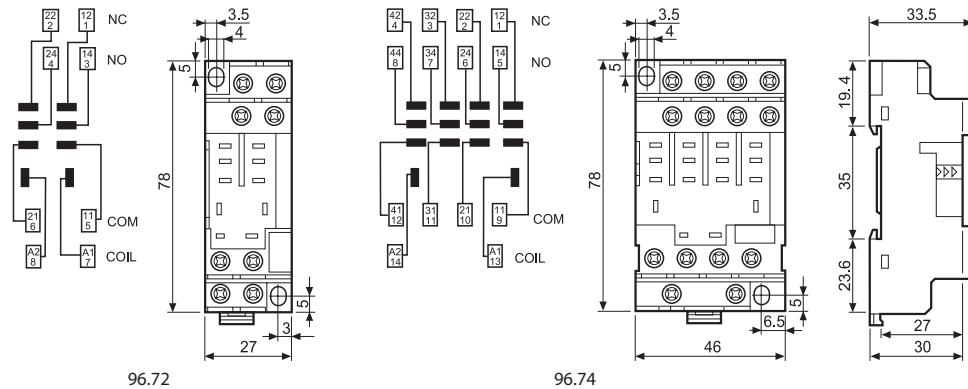 22 2 12 1 NC
24 4 14 3 NO
21 6 11 5 COM
A2 8 A1 7 COIL
3.5
4
5
78
5
3
27
96.72
42 4 32 3 22 2 12 1 NC
44 8 34 7 24 6 14 5 NO
41 12 31 11 21 10 11 9 COM
A2 14 A1 13 COIL
3.5
4
5
78
5
6.5
46
96.74
33.5
19.4
35
23.6
27
30